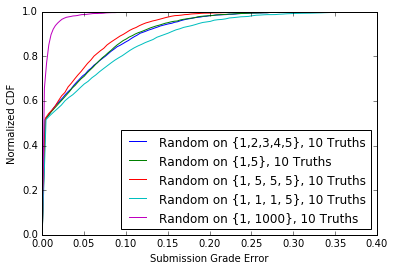 1.0
0.8
0.6
0.4
0.2
0.0
Normalized CDF
Random on {1,2,3,4,5}, 10 Truths
Random on {1,5}, 10 Truths
Random on {1, 5, 5, 5}, 10 Truths
Random on {1, 1, 1, 5}, 10 Truths
Random on {1, 1000}, 10 Truths
0.00 0.05 0.10 0.15 0.20 0.25 0.30 0.35 0.40
Submission Grade Error